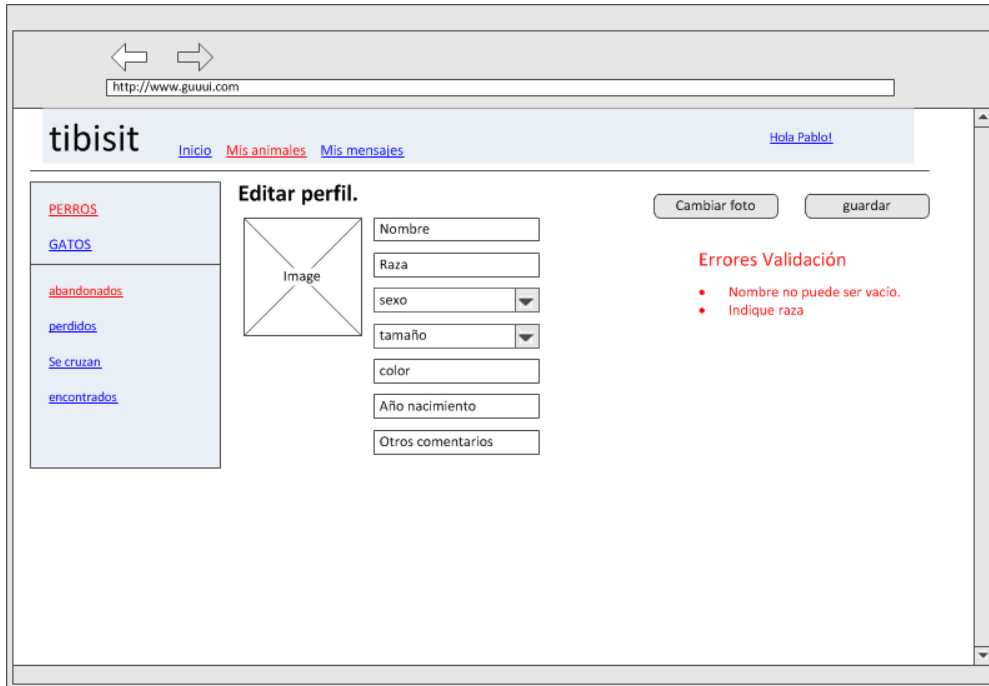 http://www.guuui.com
tibisit
Inicio Mis animales Mis mensajes
Hola Pablo!
PERROS
GATOS
abandonados
perdidos
Se cruzan
encontrados
Editar perfil.
Image
Nombre
Raza
sexo
tamaño
color
Año nacimiento
Otros comentarios
Cambiar foto
guardar
Errores Validación
• Nombre no puede ser vacío.
• Indique raza